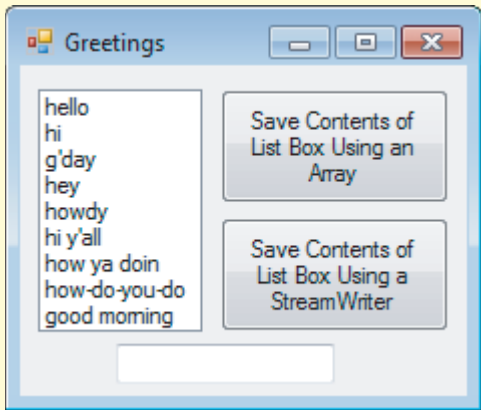 Greetings
hello
hi
g'day
hey
howdy
hi y'all
how ya doin
how-do-you-do
good morning
Save Contents of
List Box Using an
Array
Save Contents of
List Box Using a
StreamWriter